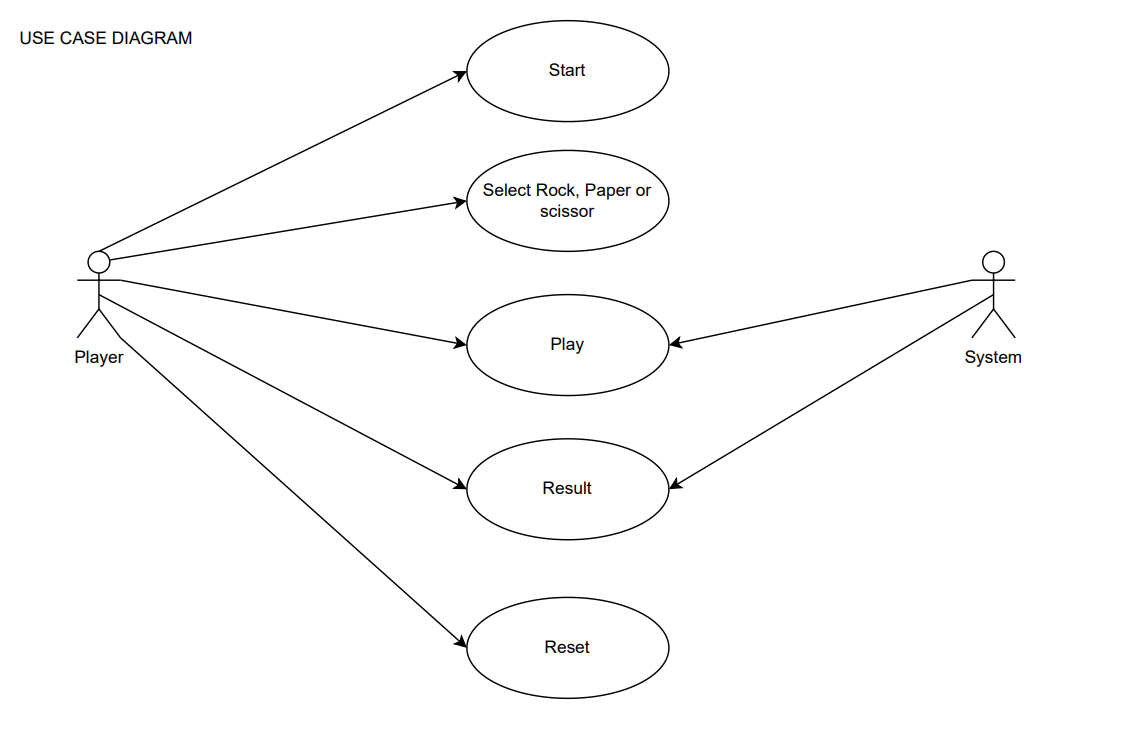 USE CASE DIAGRAM
Start
Select Rock, Paper or
scissor
Play
Player
System
Result
Reset